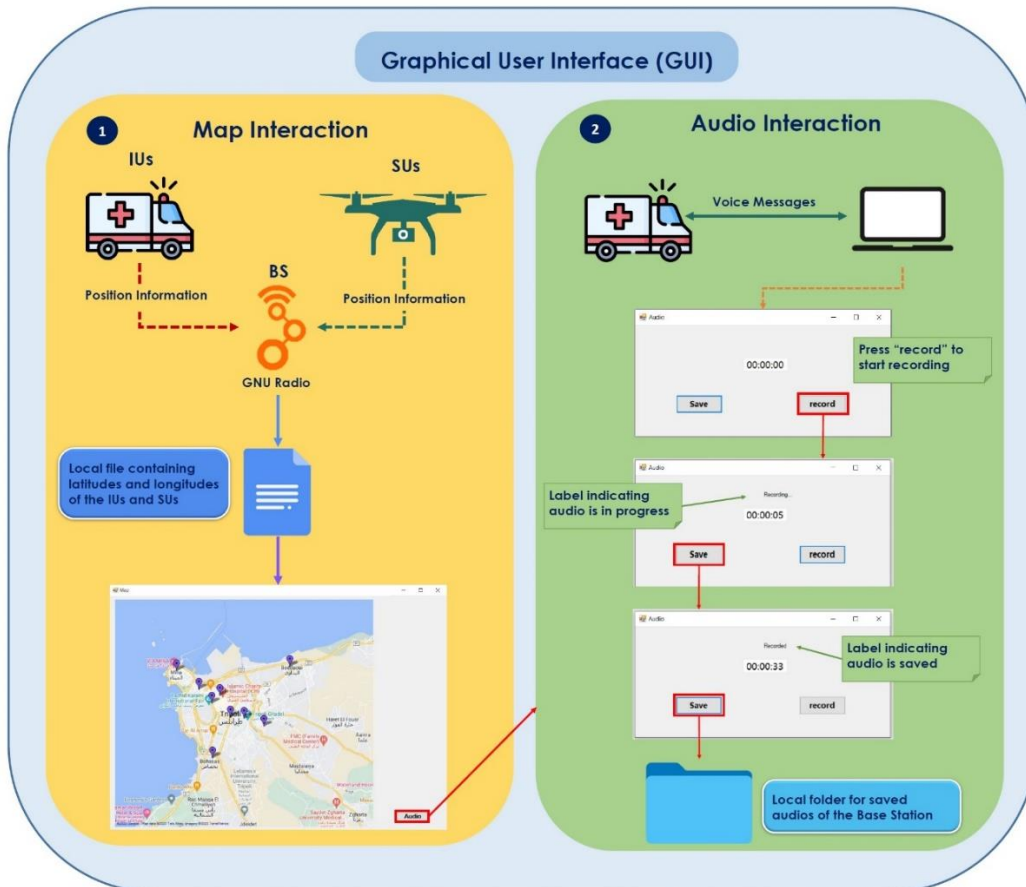 Graphical User Interface (GUI)
1
Map Interaction
IUs
SUs
Position Information
BS
Position Information
GNU Radio
Local file containing
latitudes and longitudes
of the IUs and SUs
Map
Tripoli
طرابلس
Audio
2
Audio Interaction
Voice Messages
Audio
00:00:00
Save
record
Press “record” to
start recording
Audio
Recording...
00:00:05
Label indicating
audio is in progress
Save
record
Audio
Recorded
00:00:33
Label indicating
audio is saved
Save
record
Local folder for saved
audios of the Base Station